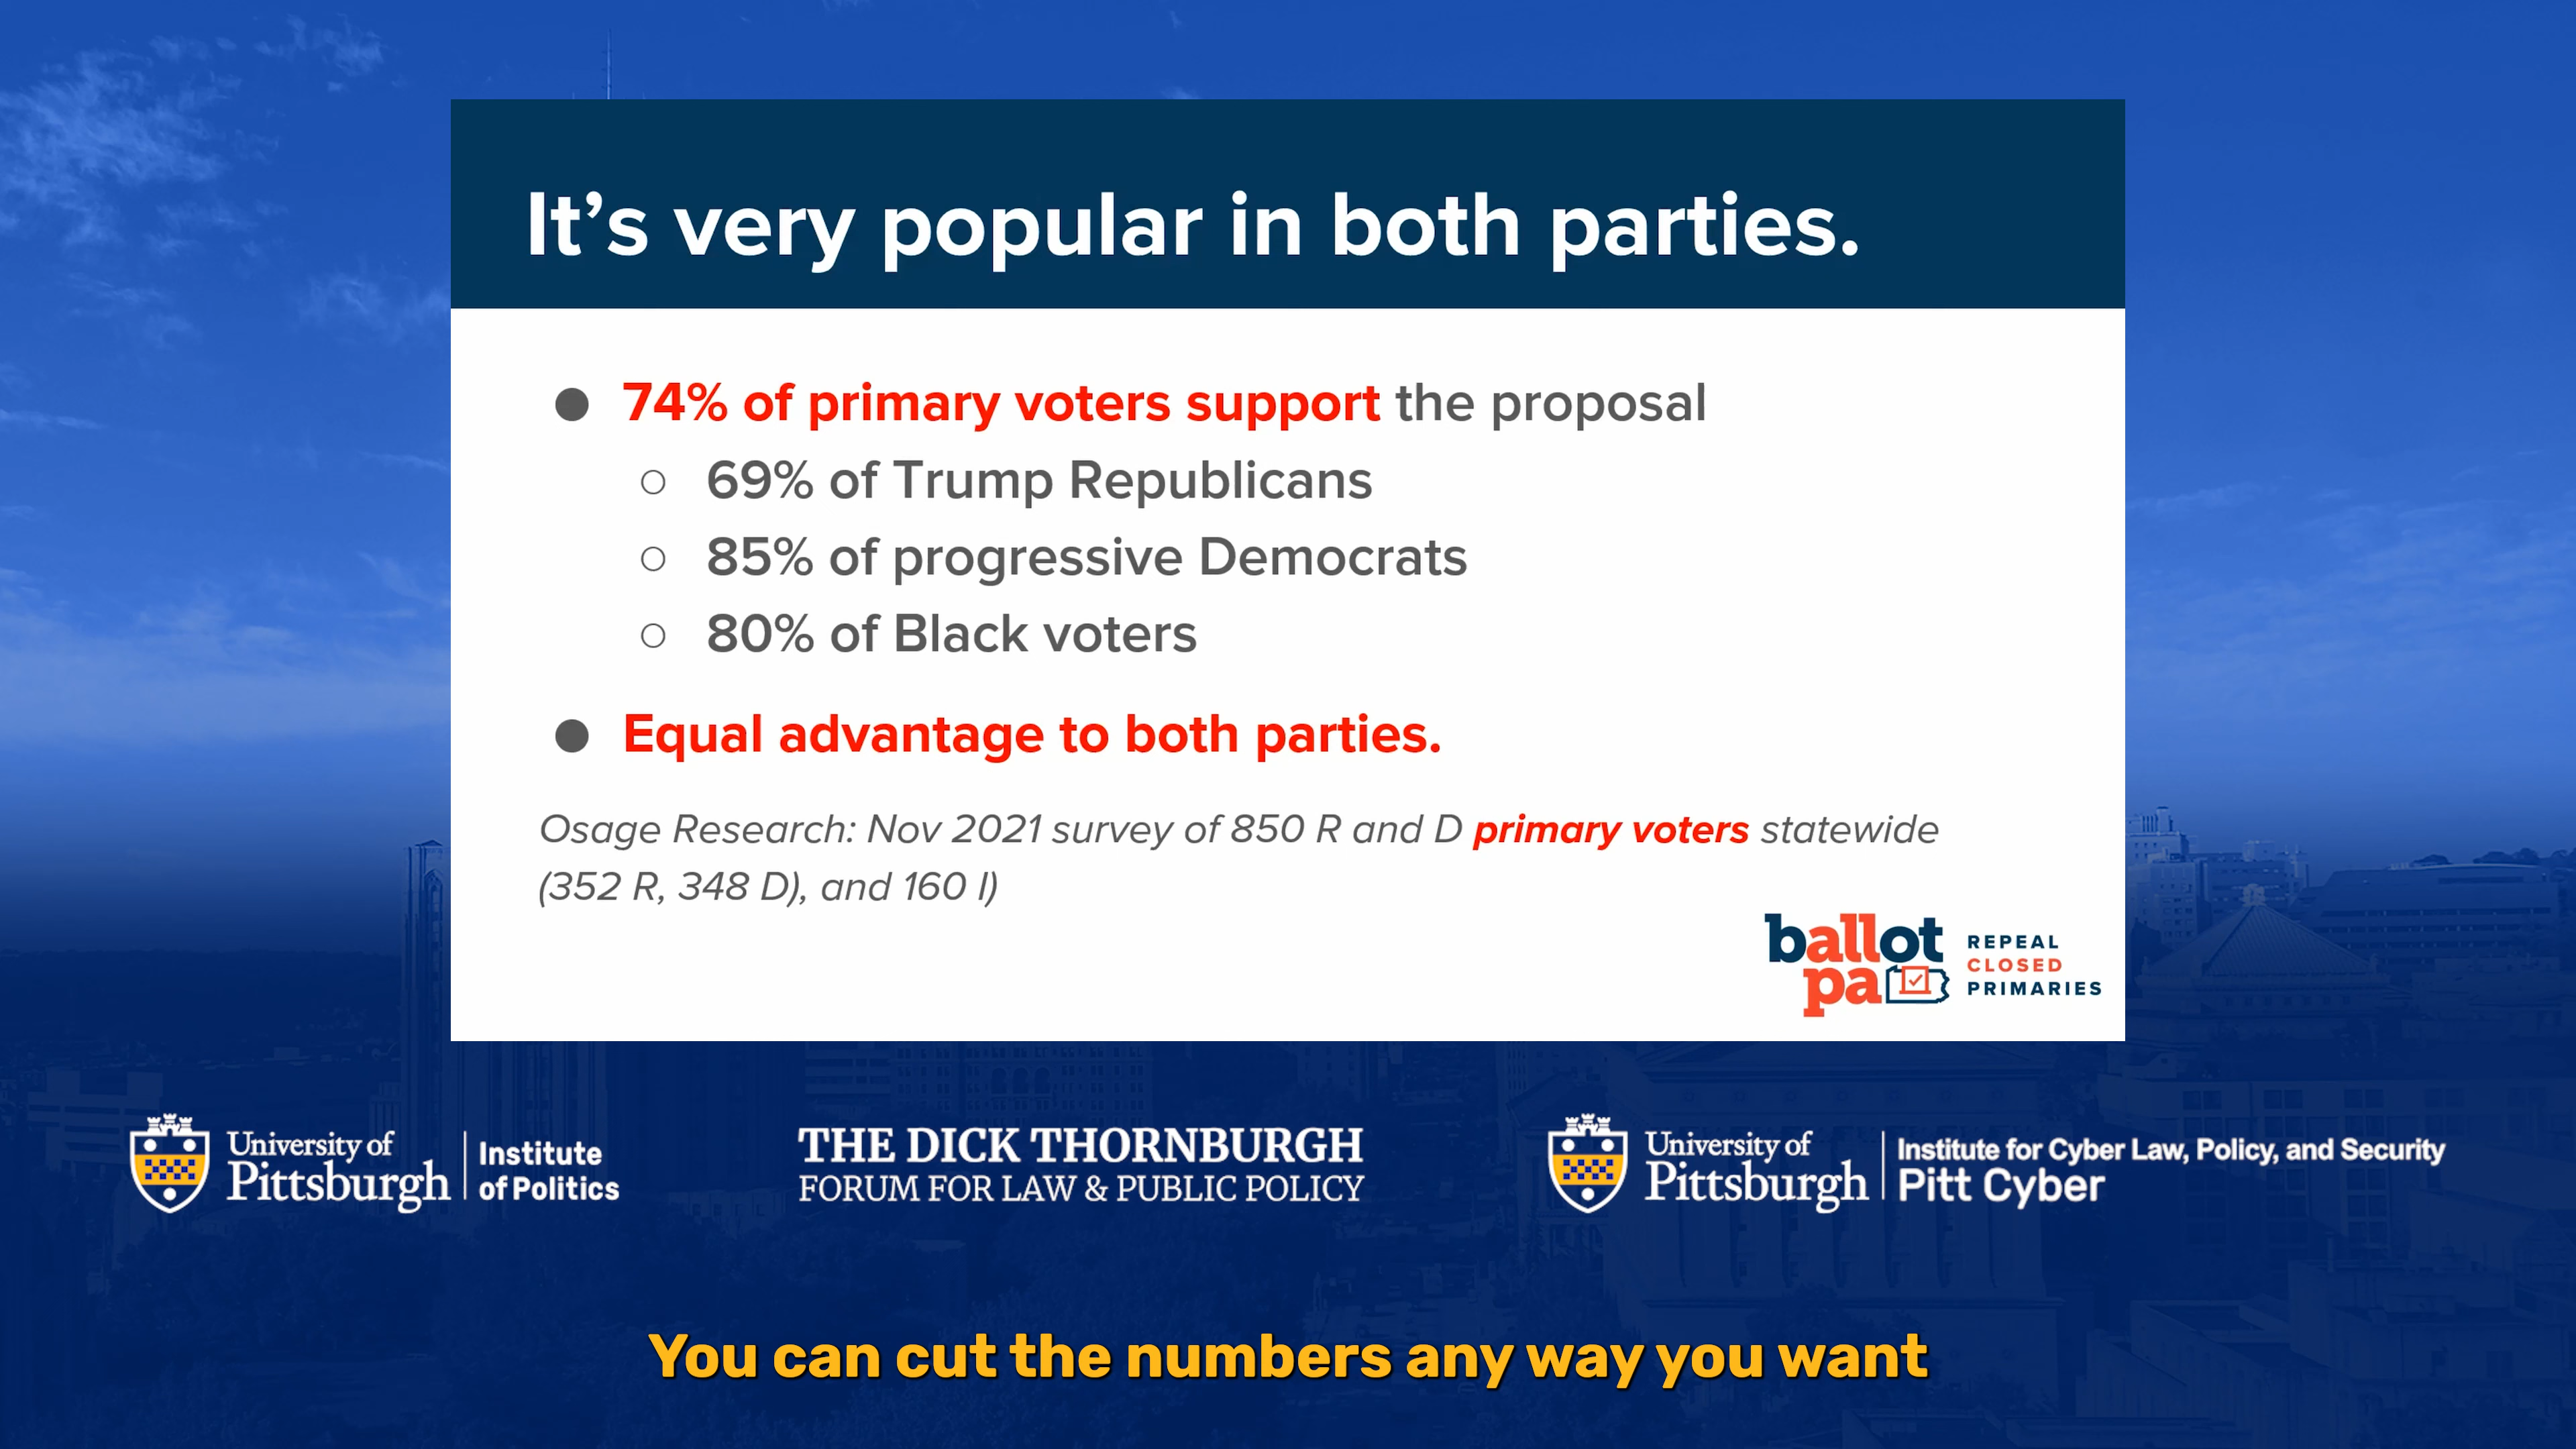 It's very popular in both parties.
● 74% of primary voters support the proposal
○ 69% of Trump Republicans
○ 85% of progressive Democrats
○ 80% of Black voters
● Equal advantage to both parties.
Osage Research: Nov 2021 survey of 850 R and D primary voters statewide
(352 R, 348 D), and 160 I)
ballot
pa
REPEAL
CLOSED
PRIMARIES
University of
Pittsburgh
Institute
of Politics
THE DICK THORNBURGH
FORUM FOR LAW & PUBLIC POLICY
University of
Pittsburgh
Institute for Cyber Law, Policy, and Security
Pitt Cyber
You can cut the numbers any way you want